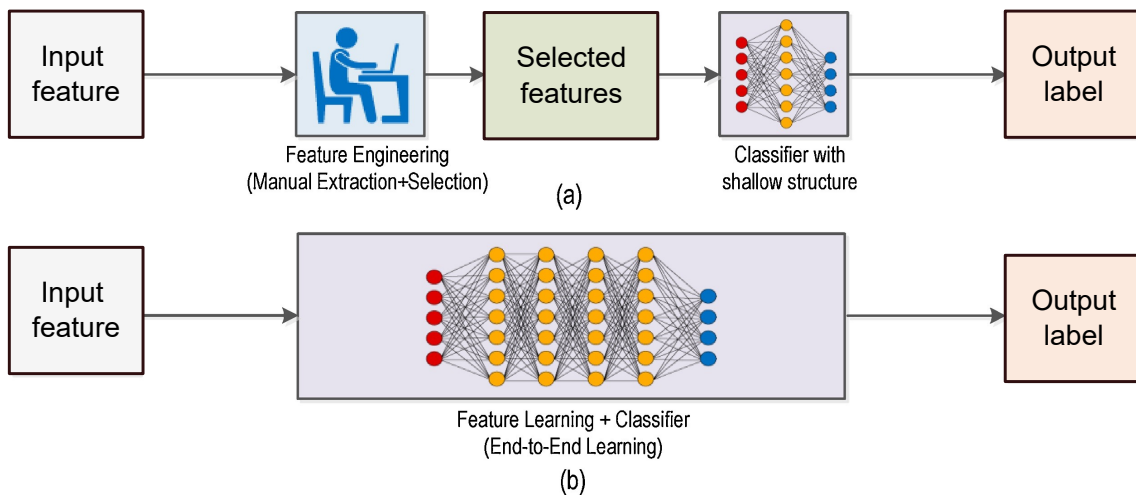 Input
feature
Feature Engineering
(Manual Extraction+Selection)
Selected
features
Classifier with
shallow structure
Output
label
(a)
Input
feature
Feature Learning + Classifier
(End-to-End Learning)
Output
label
(b)